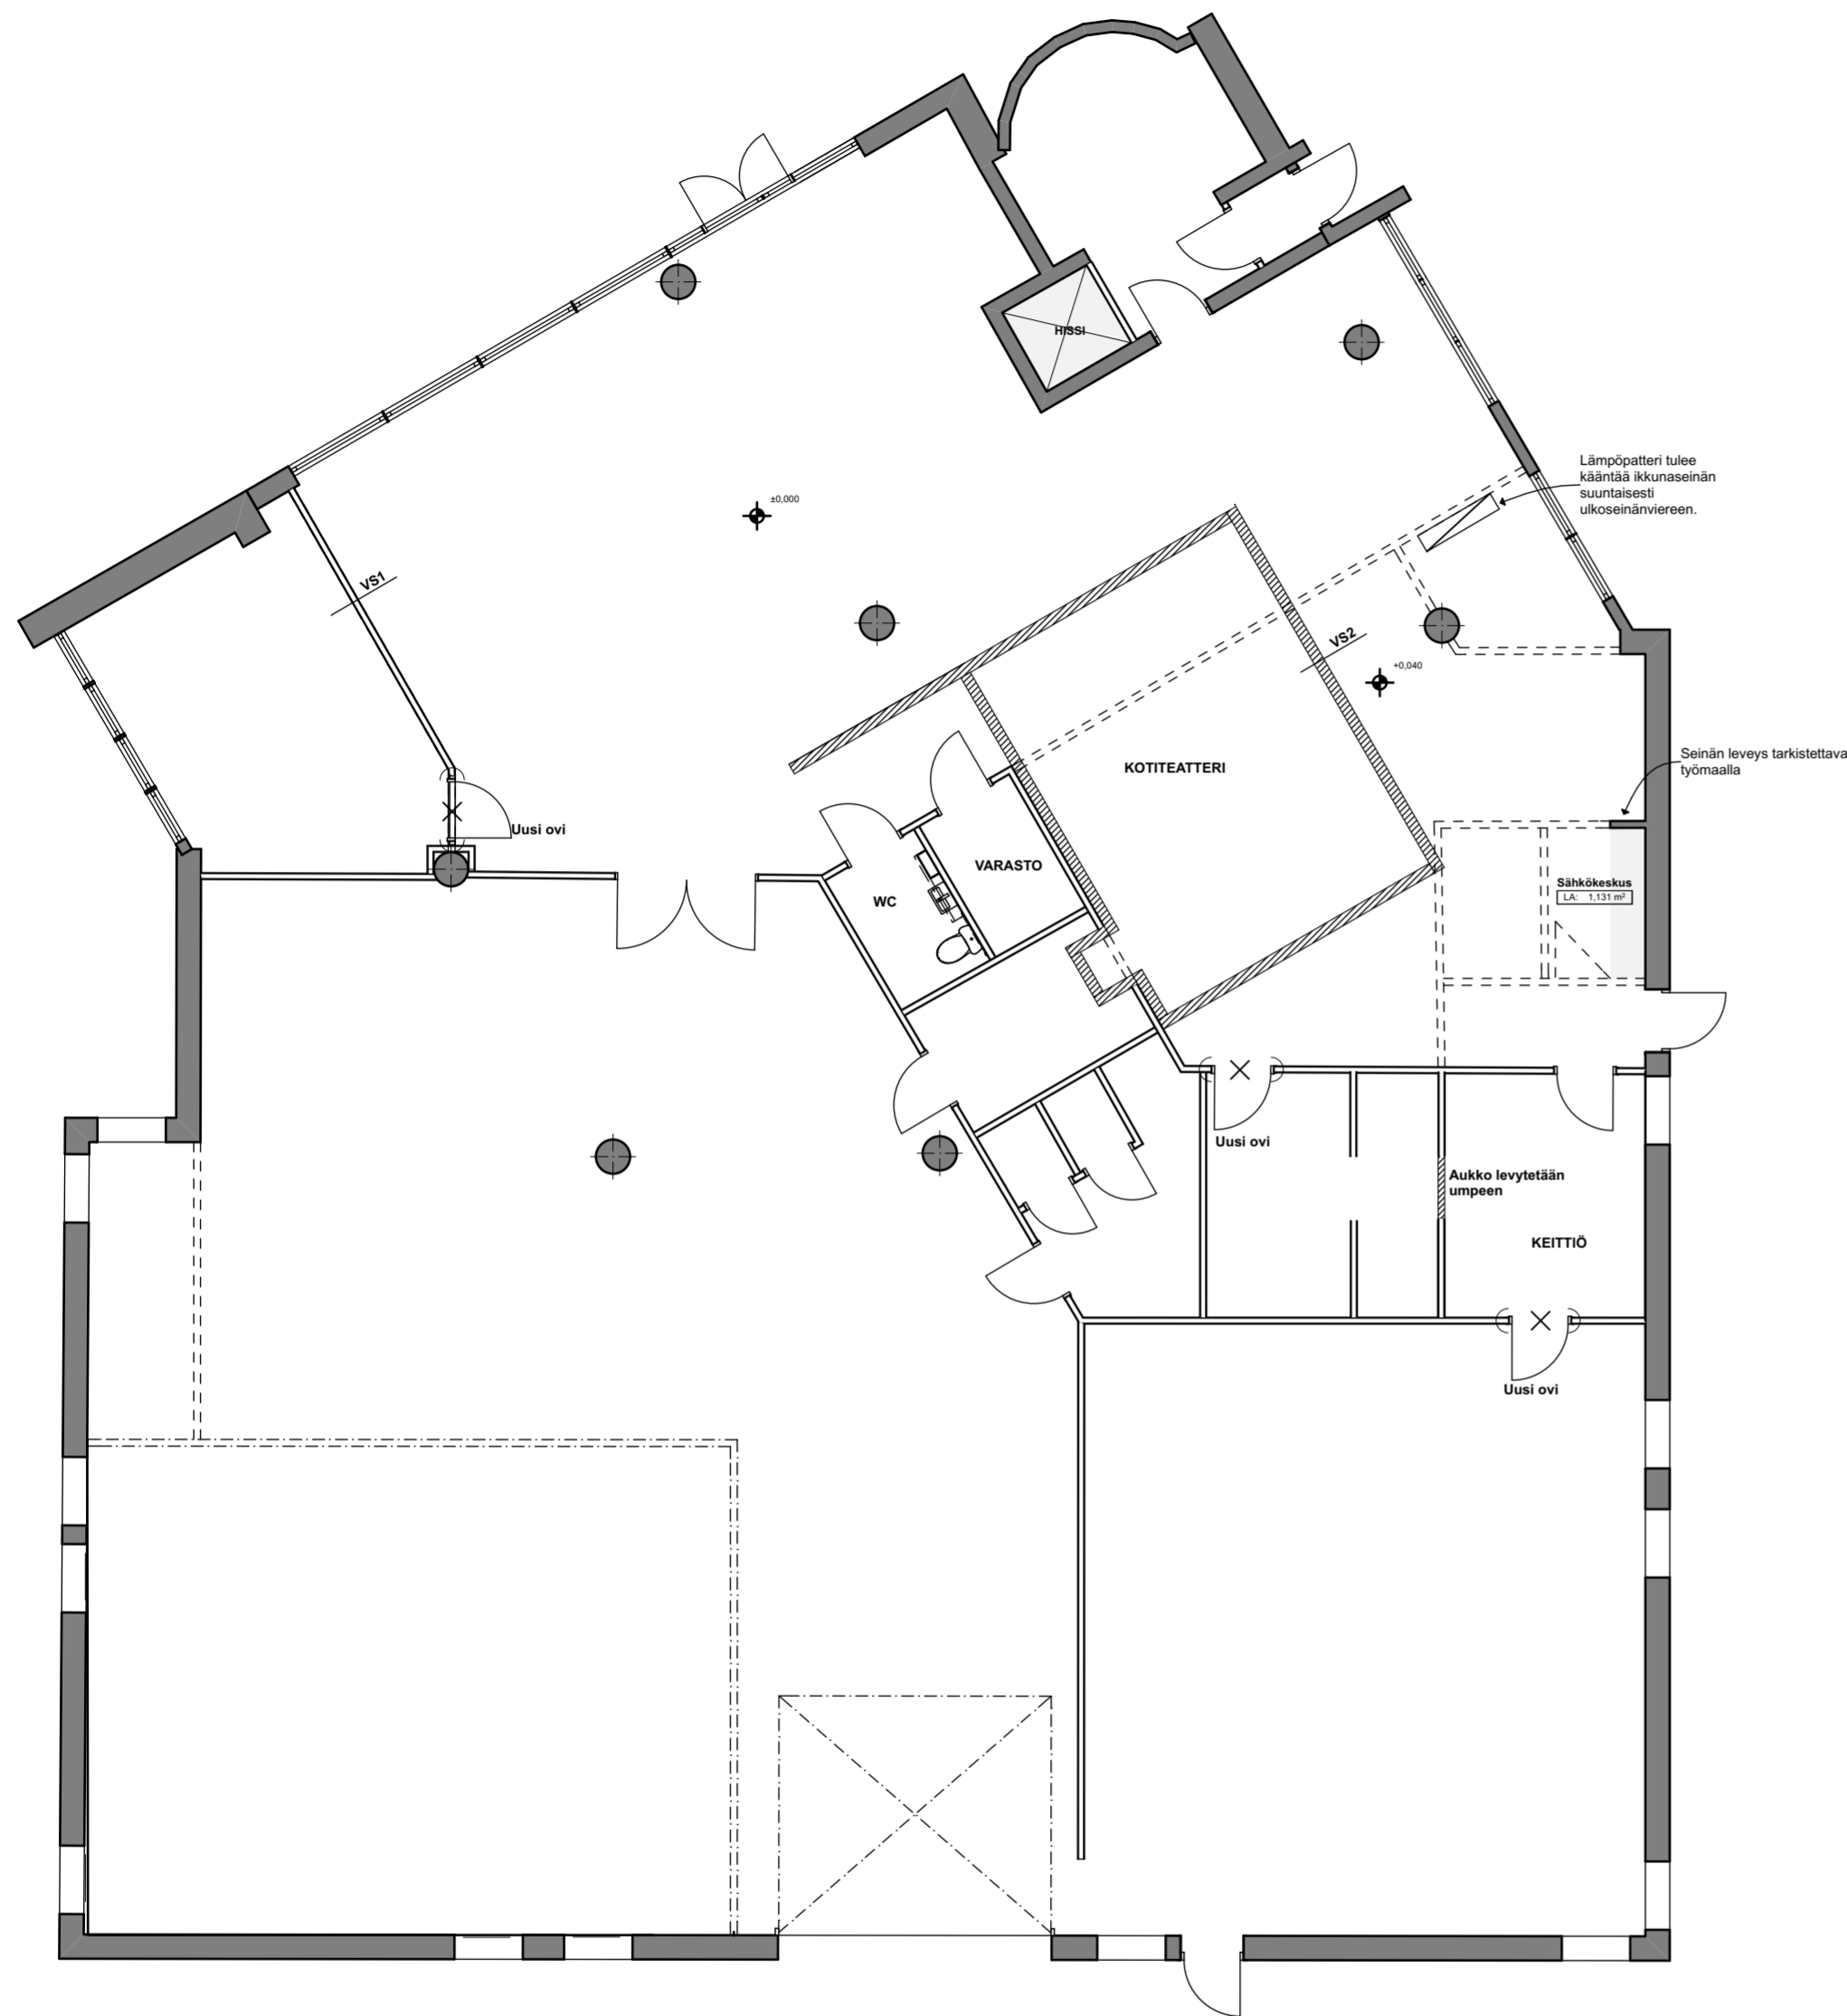 HISSI
Lämpöpatteri tulee
kääntää ikkunaseinän
suuntaisesti
ulkoseinänviereen.
±0,000
VS1
VS2
+0,040
Seinän leveys tarkistettava
työmaalla
KOTITEATTERI
Uusi ovi
VARASTO
WC
Sähkökeskus
LA: 1,131 m²
Uusi ovi
Aukko levytetään
umpeen
KEITTIÖ
Uusi ovi